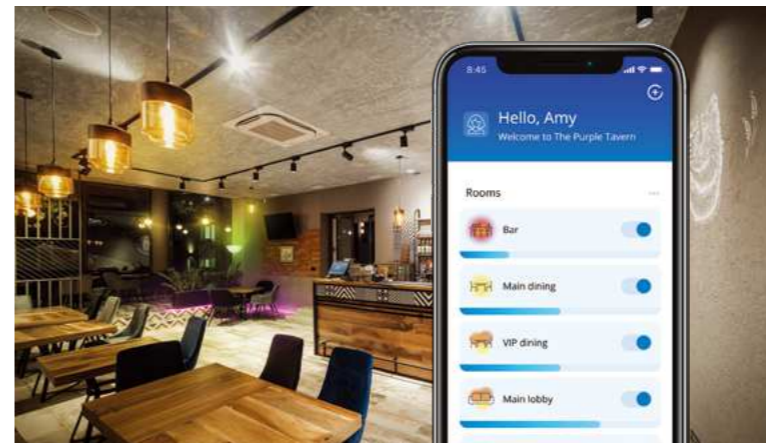 8:45
Hello, Amy
Welcome to The Purple Tavern
Rooms
Bar
Main dining
VIP dining
Main lobby